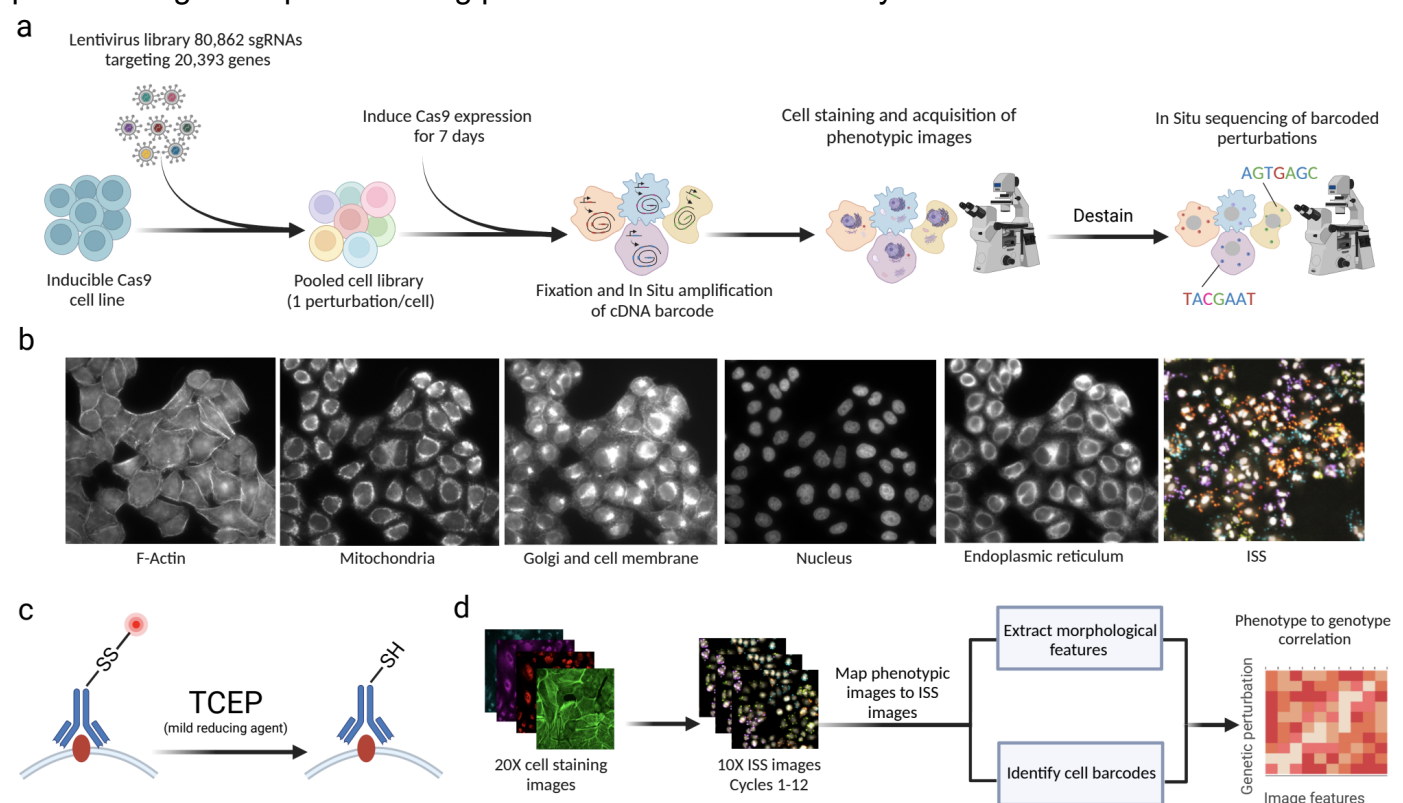 a
Lentivirus library 80,862 sgRNAs
targeting 20,393 genes
Induce Cas9 expression
for 7 days
Cell staining and acquisition of
phenotypic images
In Situ sequencing of barcoded
perturbations
AGTGAGC
Destain
Inducible Cas9
cell line
Pooled cell library
(1 perturbation/cell)
Fixation and In Situ amplification
of cDNA barcode
TACGAAT
b
F-Actin
Mitochondria
Golgi and cell membrane
Nucleus
Endoplasmic reticulum
ISS
c
SS
TCEP
(mild reducing agent)
SH
d
20X cell staining
images
10X ISS images
Cycles 1-12
Map phenotypic
images to ISS
images
Extract morphological
features
Identify cell barcodes
Phenotype to genotype
correlation
Genetic perturbation
Image features